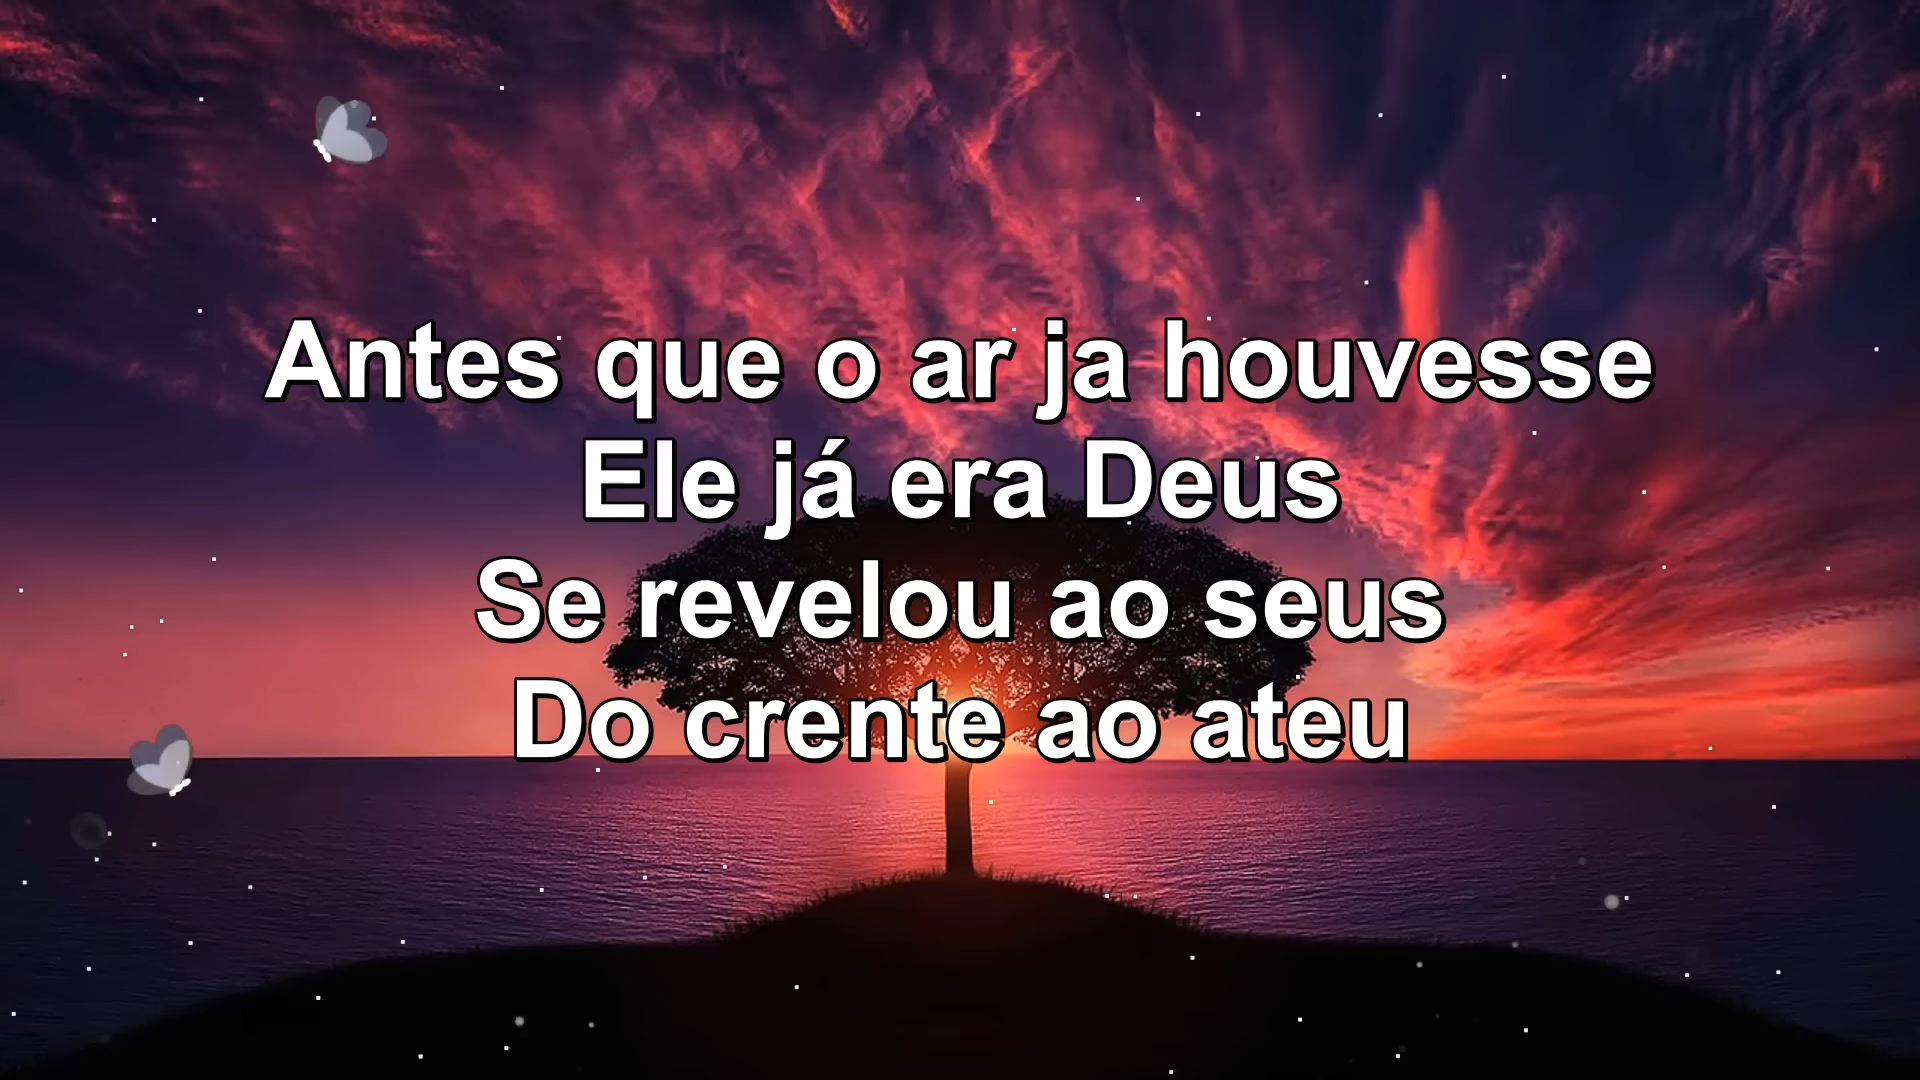 Antes que o ar ja houvesse
Ele já era Deus
Se revelou ao seus
Do crente ao ateu